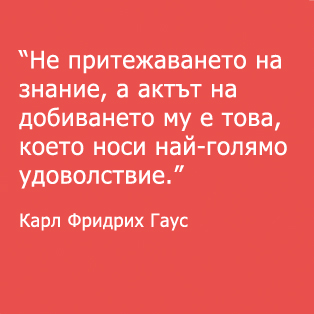 “Не притежаването на
знание, а актът на
добиването му е това,
което носи най-голямо
удоволствие.”
Карл Фридрих Гаус